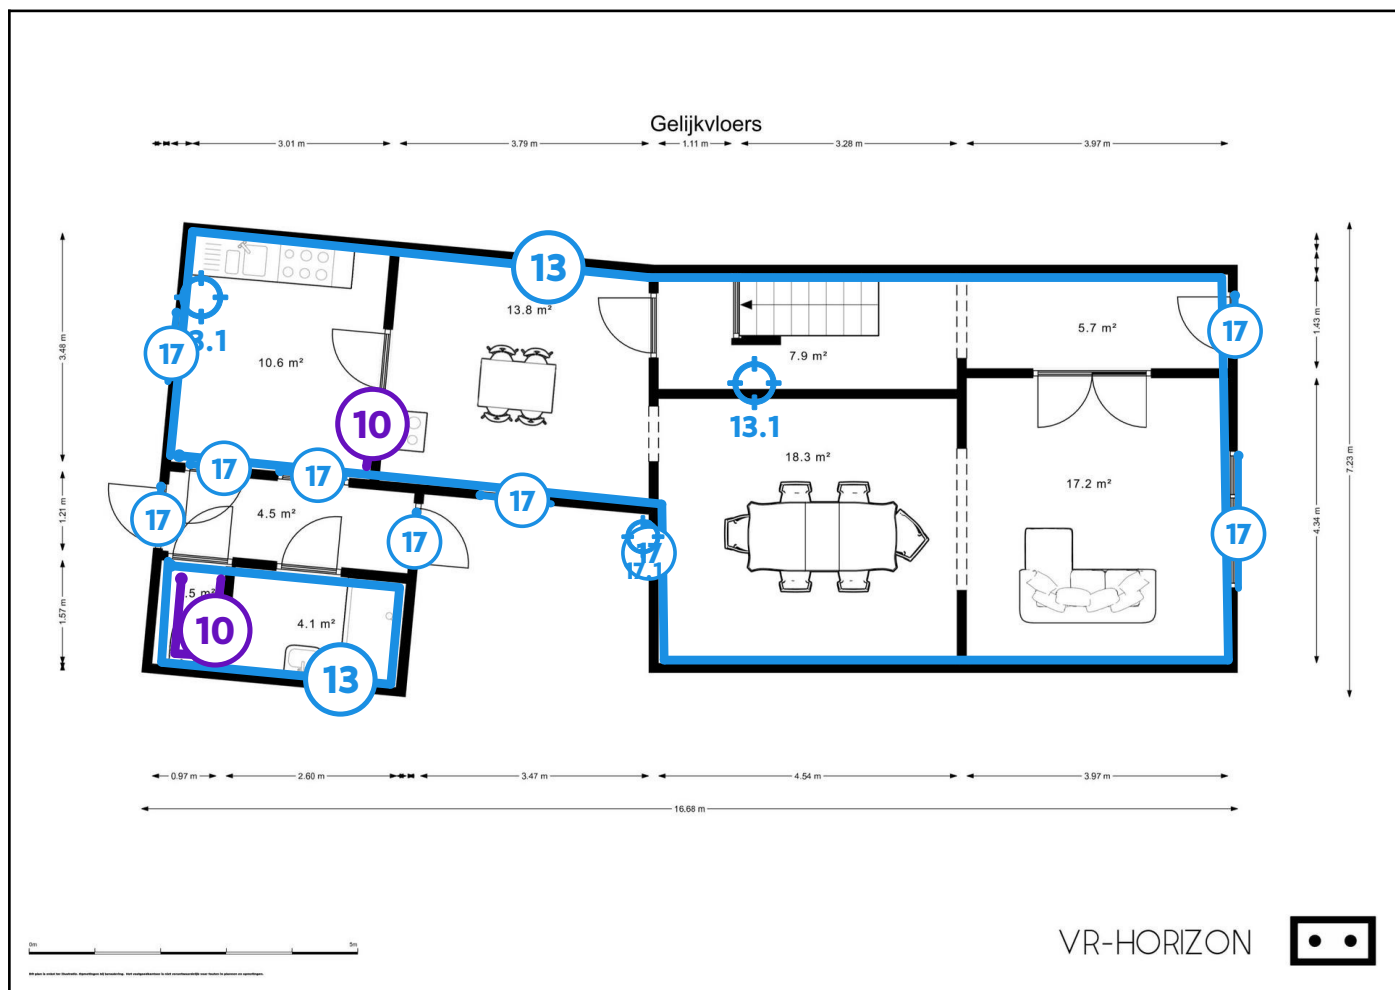 Gelijkvloers
3.01 m
3.79 m
1.11 m
3.28 m
3.97 m
13
13.8 m²
5.7 m²
1.43 m
3.48 m
17
10.6 m²
7.9 m²
17
10
13.1
18.3 m²
17
17
17
17.2 m²
7.23 m
17
4.5 m²
17
17
17.1
17
4.34 m
1.21 m
1.57 m
10
4.1 m²
13
0.97 m
2.60 m
3.47 m
4.54 m
3.97 m
16.68 m
VR-HORIZON
0m
5m